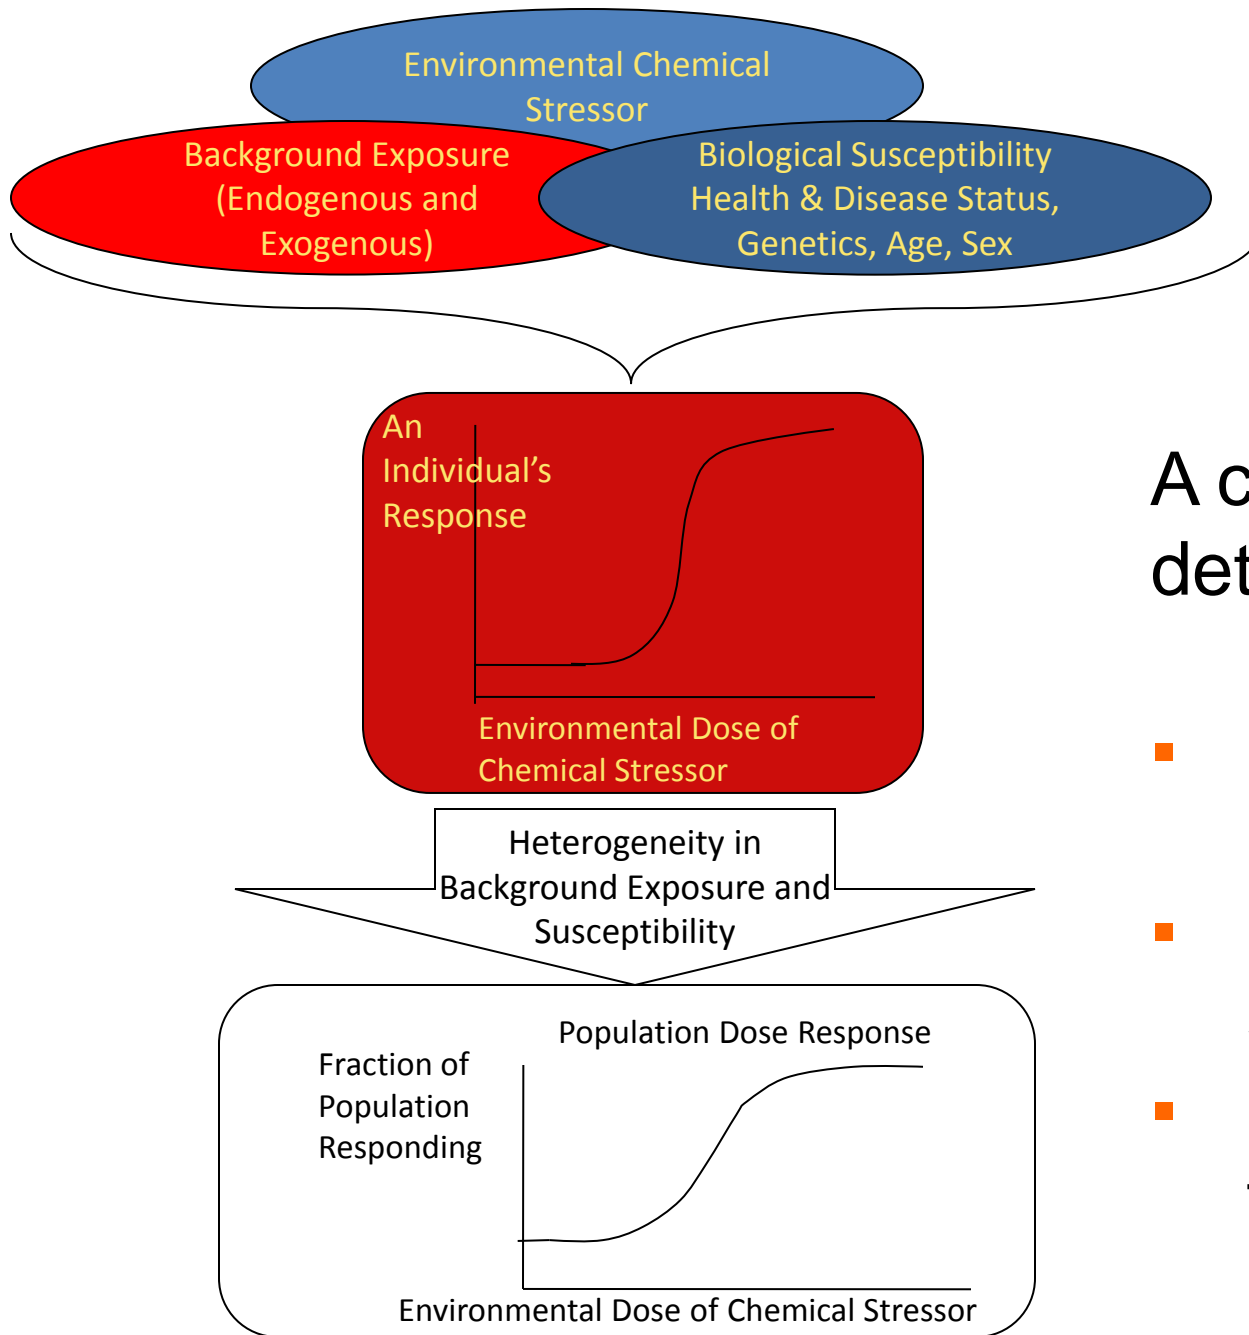 Environmental Chemical
Stressor
Background Exposure
(Endogenous and
Exogenous)
Biological Susceptibility
Health & Disease Status,
Genetics, Age, Sex
An
Individual's
Response
Environmental Dose of
Chemical Stressor
A c
det
Heterogeneity in
Background Exposure and
Susceptibility
Population Dose Response
Fraction of
Population
Responding
Environmental Dose of Chemical Stressor